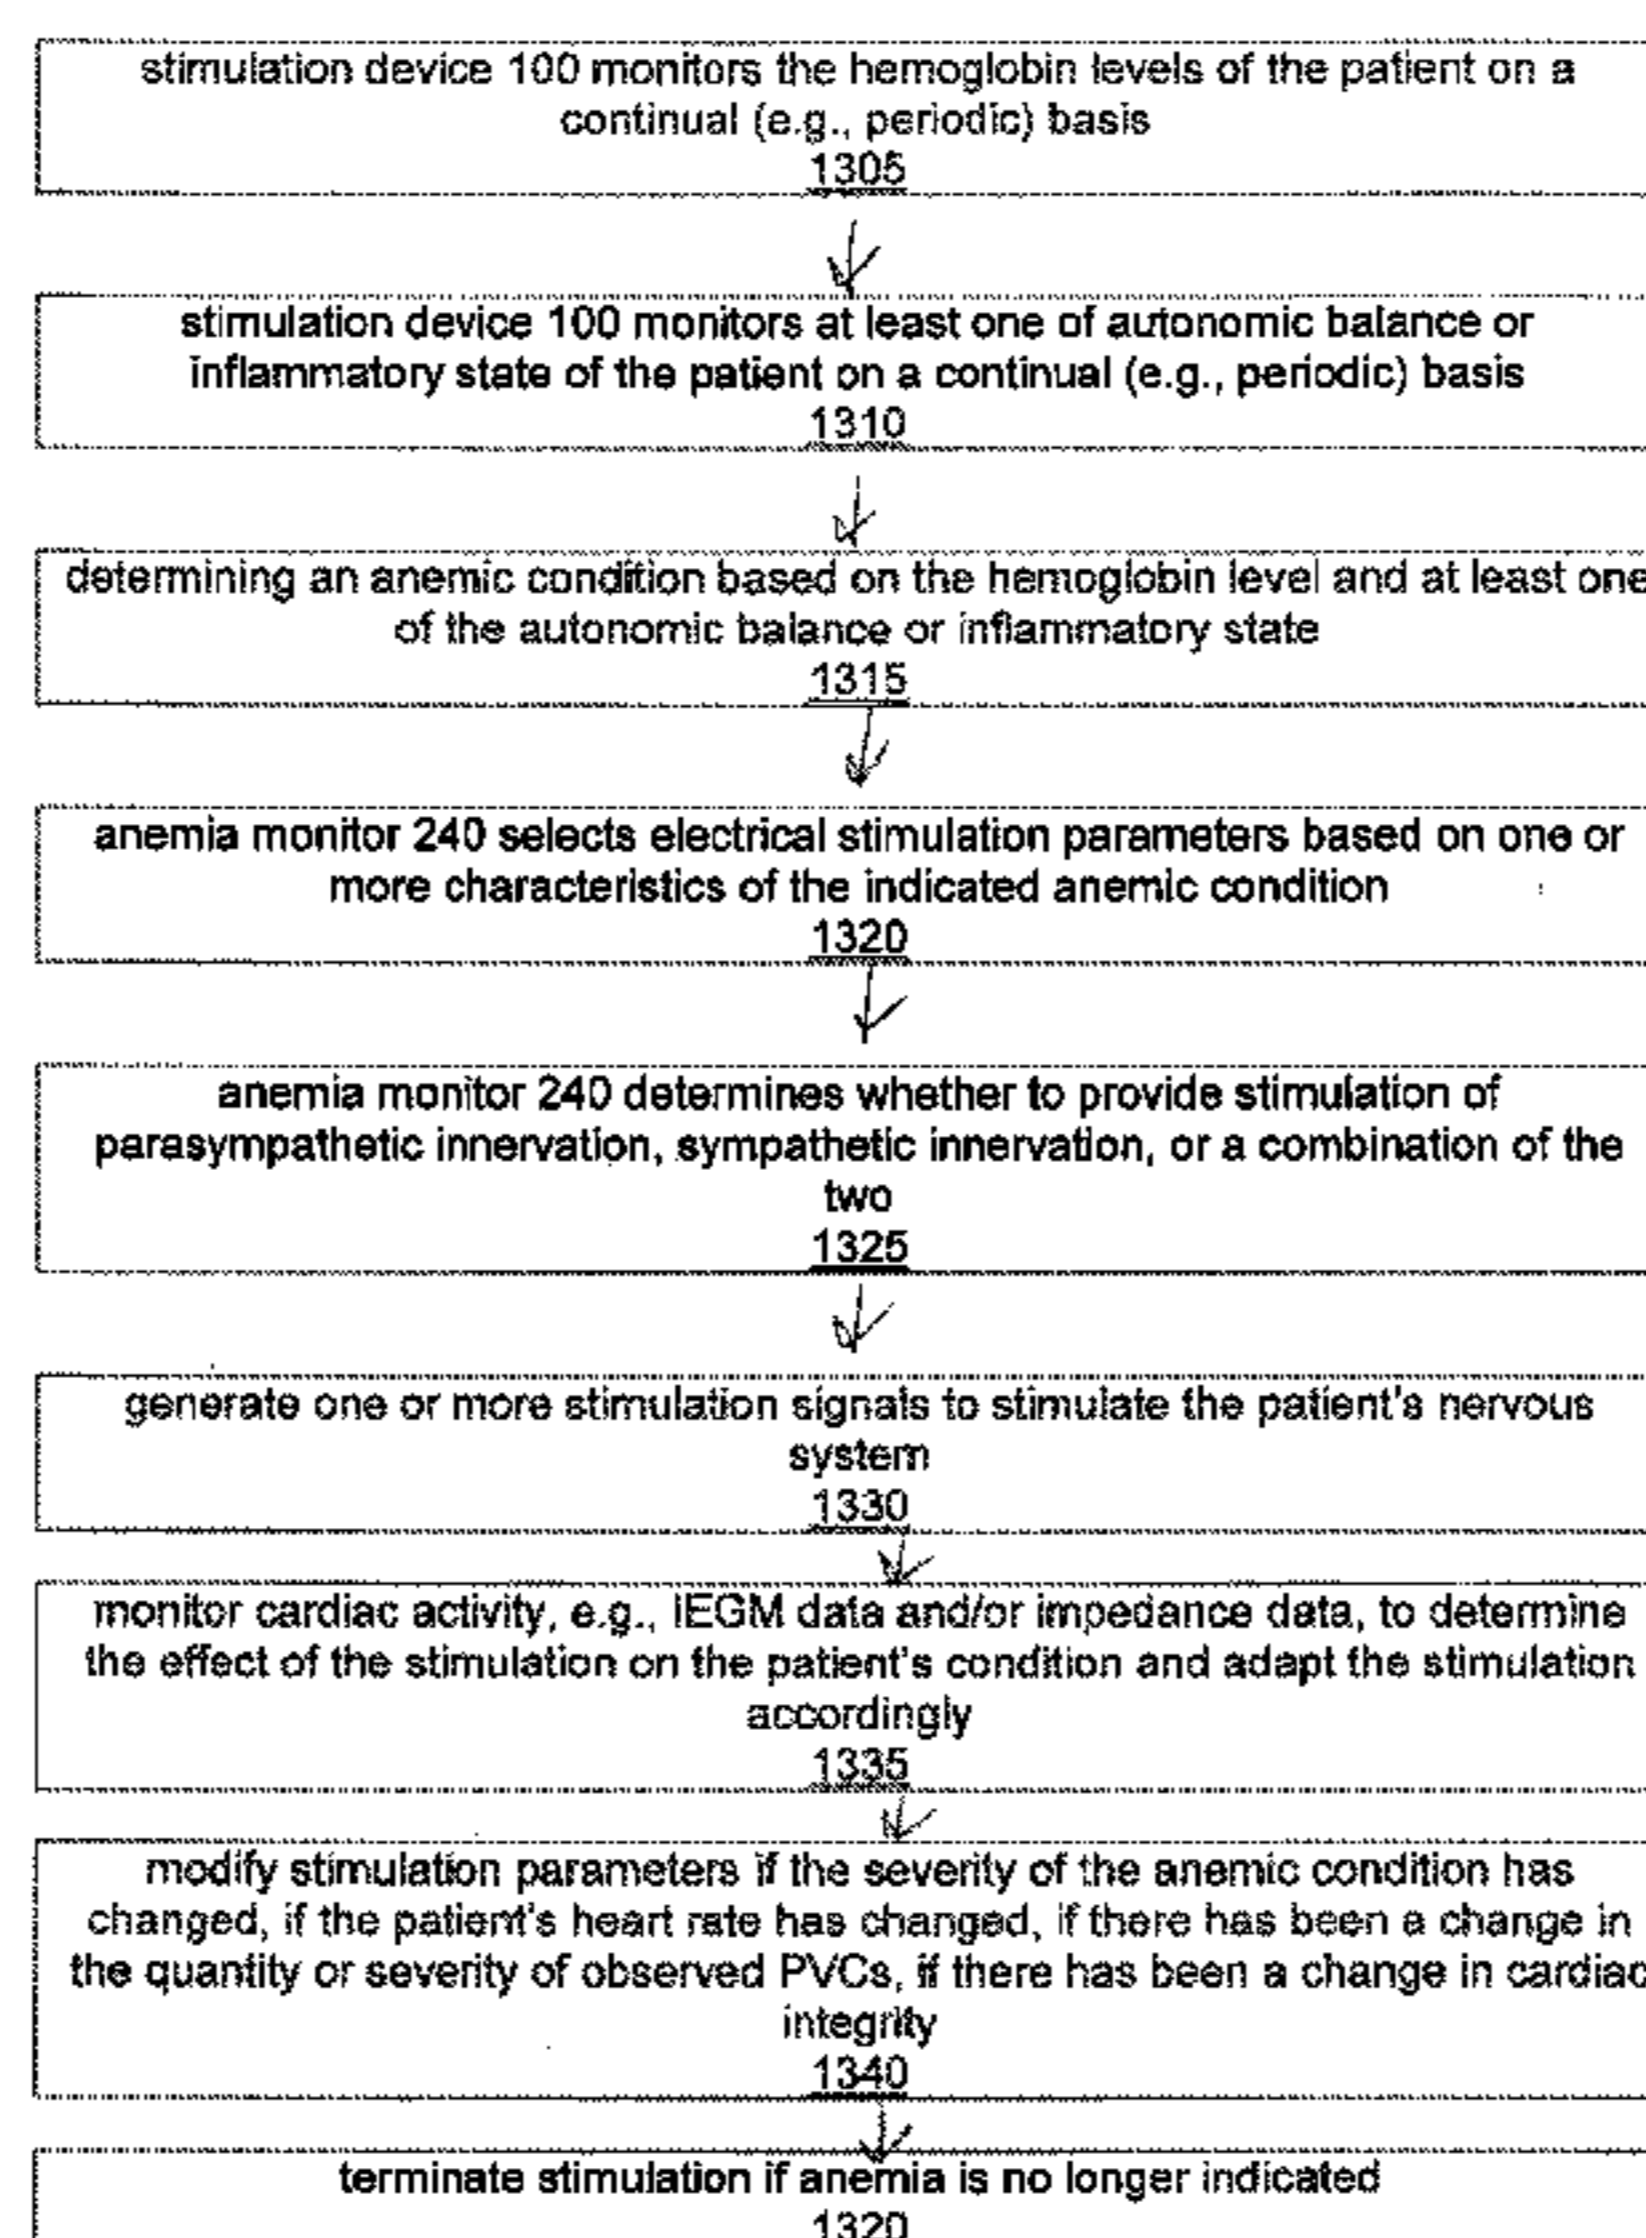 stimulation device 100 monitors the hemoglobin levels of the patient on a
continual (e.g., periodic) basis
1305
stimulation device 100 monitors at least one of autonomic balance or
inflammatory state of the patient on a continual (e.g., periodic) basis
1310
determining an anemic condition based on the hemoglobin level and at least one
of the autonomic balance or inflammatory state
1315
anemia monitor 240 selects electrical stimulation parameters based on one or
more characteristics of the indicated anemic condition
1320
anemia monitor 240 determines whether to provide stimulation of
parasympathetic innervation, sympathetic innervation, or a combination of the
two
1325
generate one or more stimulation signals to stimulate the patient's nervous
system
1330
monitor cardiac activity, e.g., IEGM data and/or impedance data, to determine
the effect of the stimulation on the patient's condition and adapt the stimulation
accordingly
1335
modify stimulation parameters if the severity of the anemic condition has
changed, if the patient's heart rate has changed, if there has been a change in
the quantity or severity of observed PVCs, if there has been a change in cardiac
integrity
1340
terminate stimulation if anemia is no longer indicated
1320